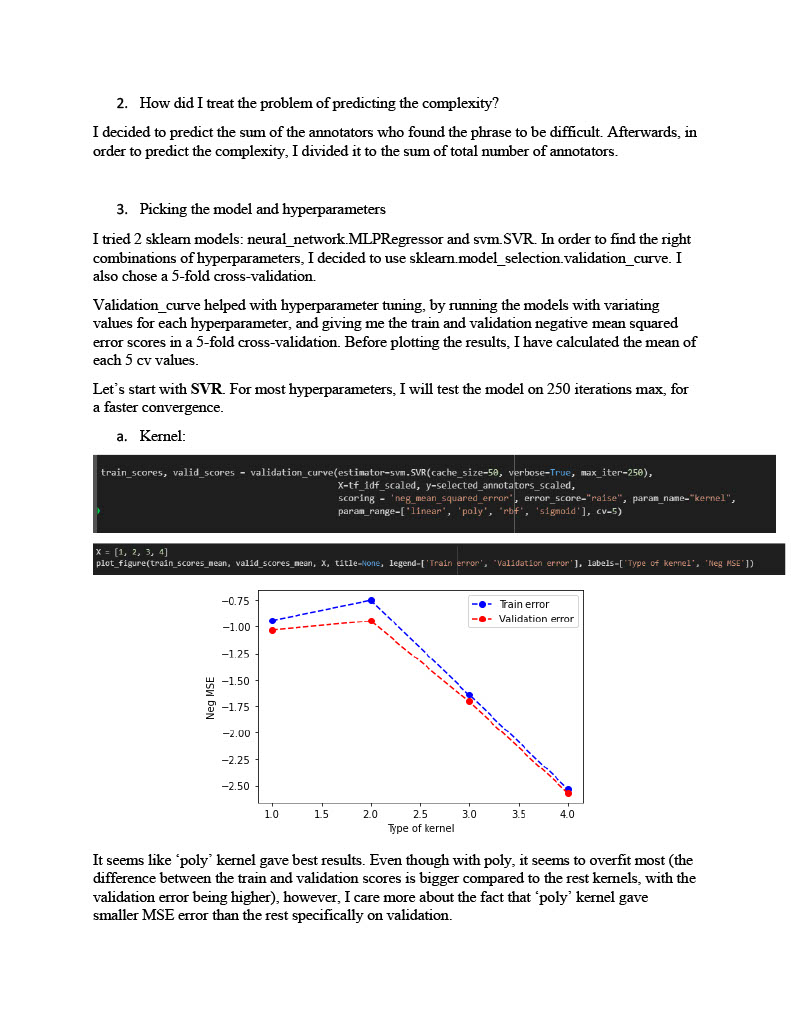 2. How did I treat the problem of predicting the complexity?
I decided to predict the sum of the annotators who found the phrase to be difficult. Afterwards, in
order to predict the complexity, I divided it to the sum of total number of annotators.
3. Picking the model and hyperparameters
I tried 2 sklearn models: neural_network.MLPRegressor and svm.SVR. In order to find the right
combinations of hyperparameters, I decided to use sklearn.model_selection.validation_curve. I
also chose a 5-fold cross-validation.
Validation_curve helped with hyperparameter tuning, by running the models with variating
values for each hyperparameter, and giving me the train and validation negative mean squared
error scores in a 5-fold cross-validation. Before plotting the results, I have calculated the mean of
each 5 cv values.
Let's start with SVR. For most hyperparameters, I will test the model on 250 iterations max, for
a faster convergence.
a. Kernel:
train_scores, valid_scores = validation_curve(estimator=svm.SVR(cache_size=50, verbose=True, max_iter=250),
X=tf_idf_scaled, y=selected_annotators_scaled,
scoring = 'neg_mean_squared_error', error_score="raise", param_name="kernel",
param_range=['linear', 'poly', 'rbf', 'sigmoid'], cv=5)
X = [1, 2, 3, 4]
plot_figure(train_scores_mean, valid_scores_mean, X, title=None, legend=['Train error', 'Validation error'], labels=['Type of kernel', 'Neg MSE'])
Train error
Validation error
−0.75
−1.00
−1.25
−1.50
−1.75
−2.00
−2.25
−2.50
Neg MSE
1.0 1.5 2.0 2.5 3.0 3.5 4.0
Type of kernel
It seems like 'poly' kernel gave best results. Even though with poly, it seems to overfit most (the
difference between the train and validation scores is bigger compared to the rest kernels, with the
validation error being higher), however, I care more about the fact that 'poly' kernel gave
smaller MSE error than the rest specifically on validation.